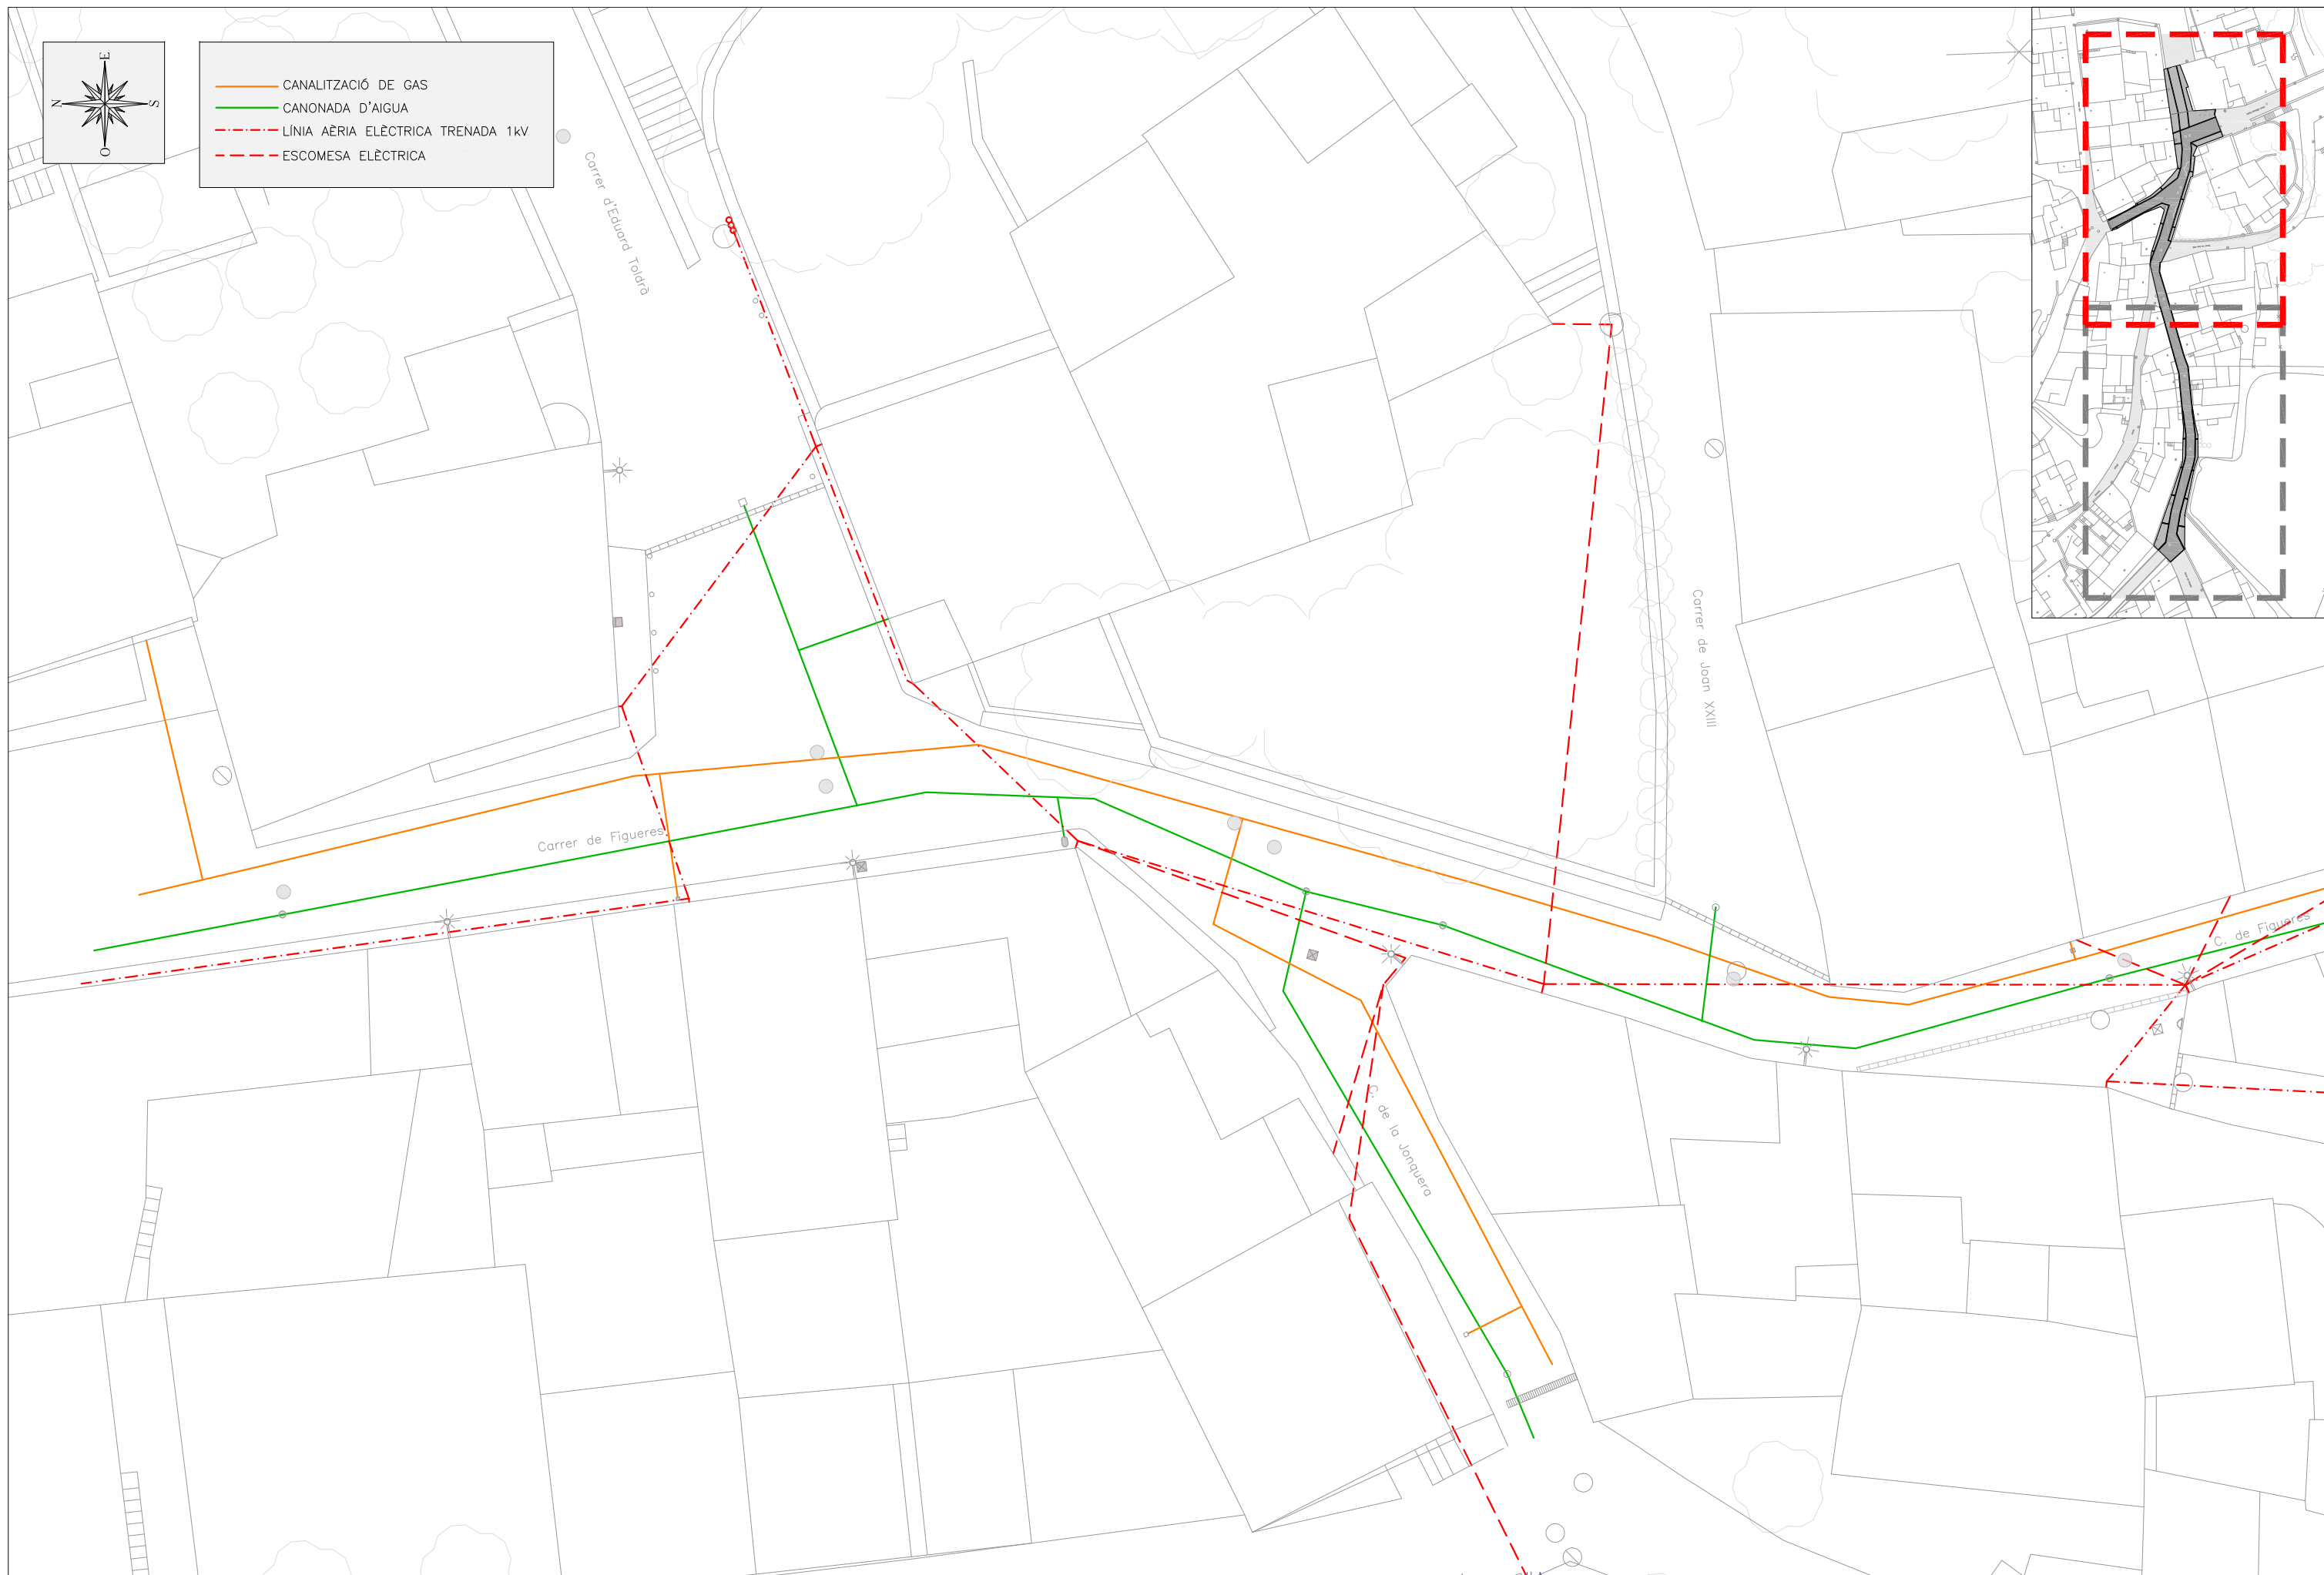 E
N
S
O
CANALITZACIÓ DE GAS
CANONADA D'AIGUA
LÍNIA AÈRIA ELÈCTRICA TRENADA 1kV
ESCOMESA ELÈCTRICA
Carrer d'Eduard Toldrà
Carrer de Joan XXIII
Carrer de Figueres
C. de Figueres
C. de la Jonquera